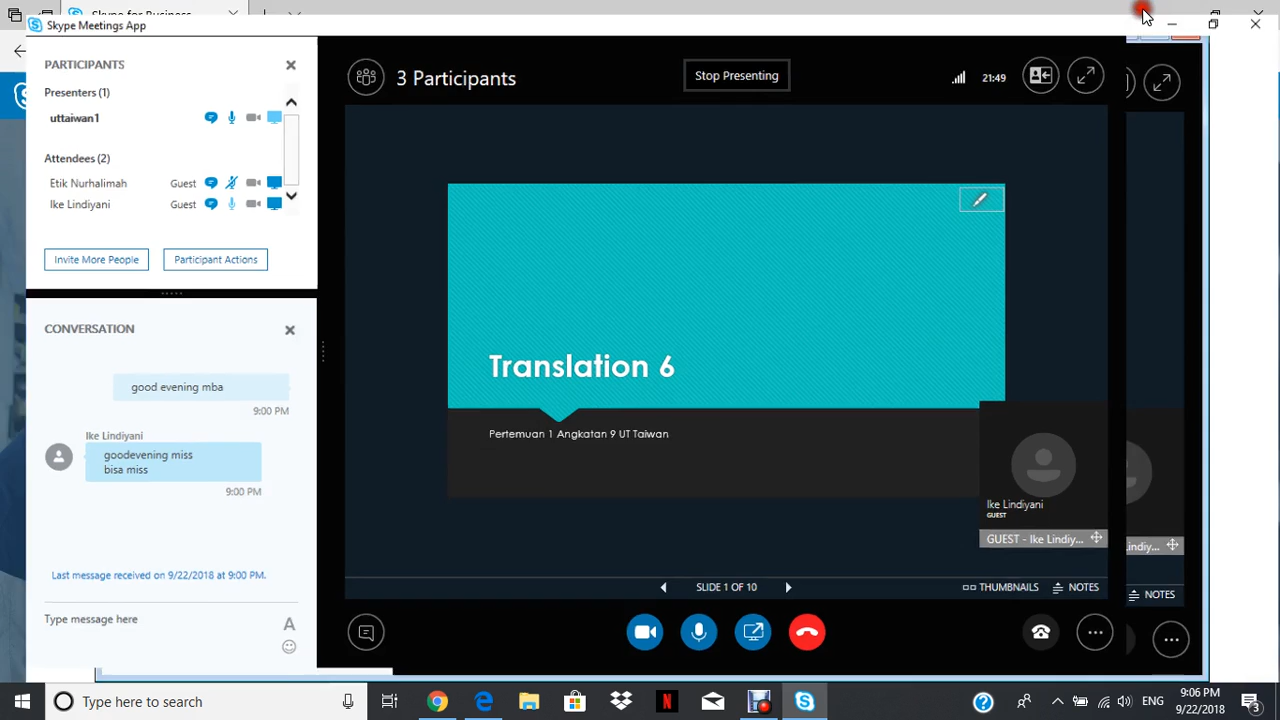 Skype Meetings App
PARTICIPANTS
Presenters (1)
uttaiwan1
Attendees (2)
Etik Nurhalimah Guest
Ike Lindiyani Guest
Invite More People Participant Actions
CONVERSATION
good evening mba
9:00 PM
Ike Lindiyani
goodevening miss
bisa miss
9:00 PM
Last message received on 9/22/2018 at 9:00 PM.
Type message here
A
3 Participants
Stop Presenting
21:49
Translation 6
Pertemuan 1 Angkatan 9 UT Taiwan
Ike Lindiyani
GUEST
GUEST - Ike Lindiy...
indiy...
SLIDE 1 OF 10
THUMBNAILS
NOTES
NOTES
Type here to search
ENG
9:06 PM
9/22/2018
3